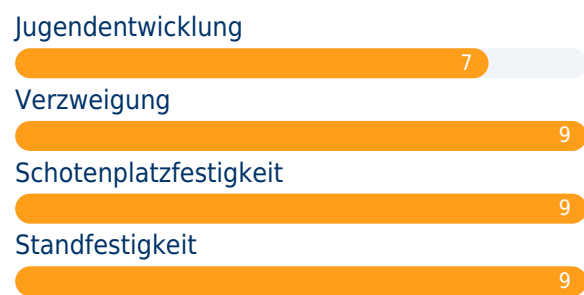 Jugendentwicklung
7
Verzweigung
9
Schotenplatzfestigkeit
9
Standfestigkeit
9